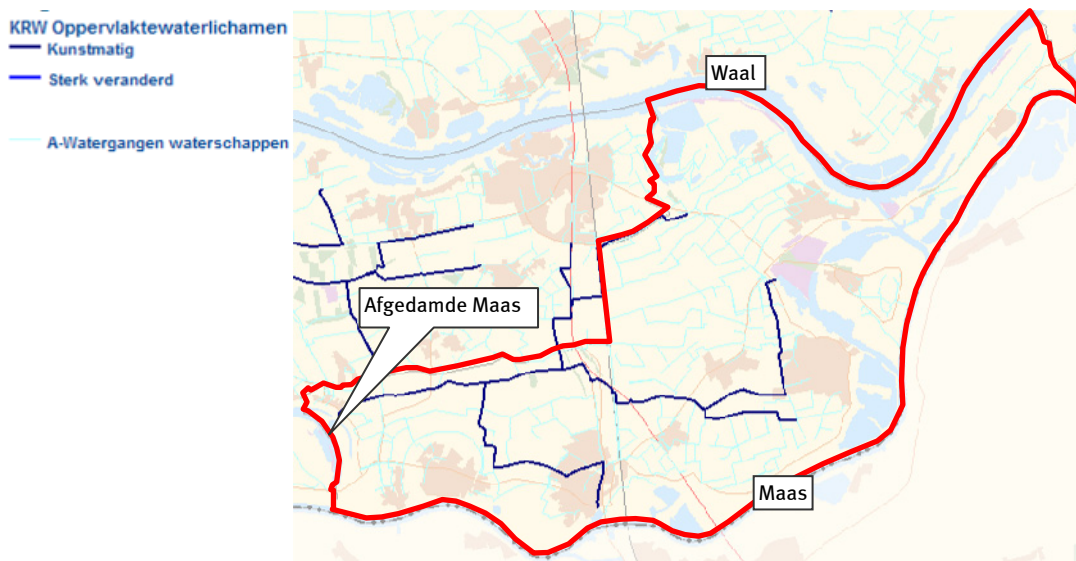 KRW Oppervlaktewaterlichamen
Kunstmatig
Sterk veranderd
A-Watergangen waterschappen
Waal
Afgedamde Maas
Maas